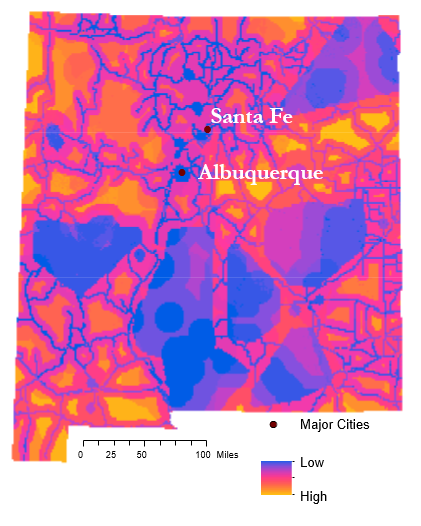 Santa Fe
Albuquerque
Major Cities
0 25 50 100 Miles
Low
High